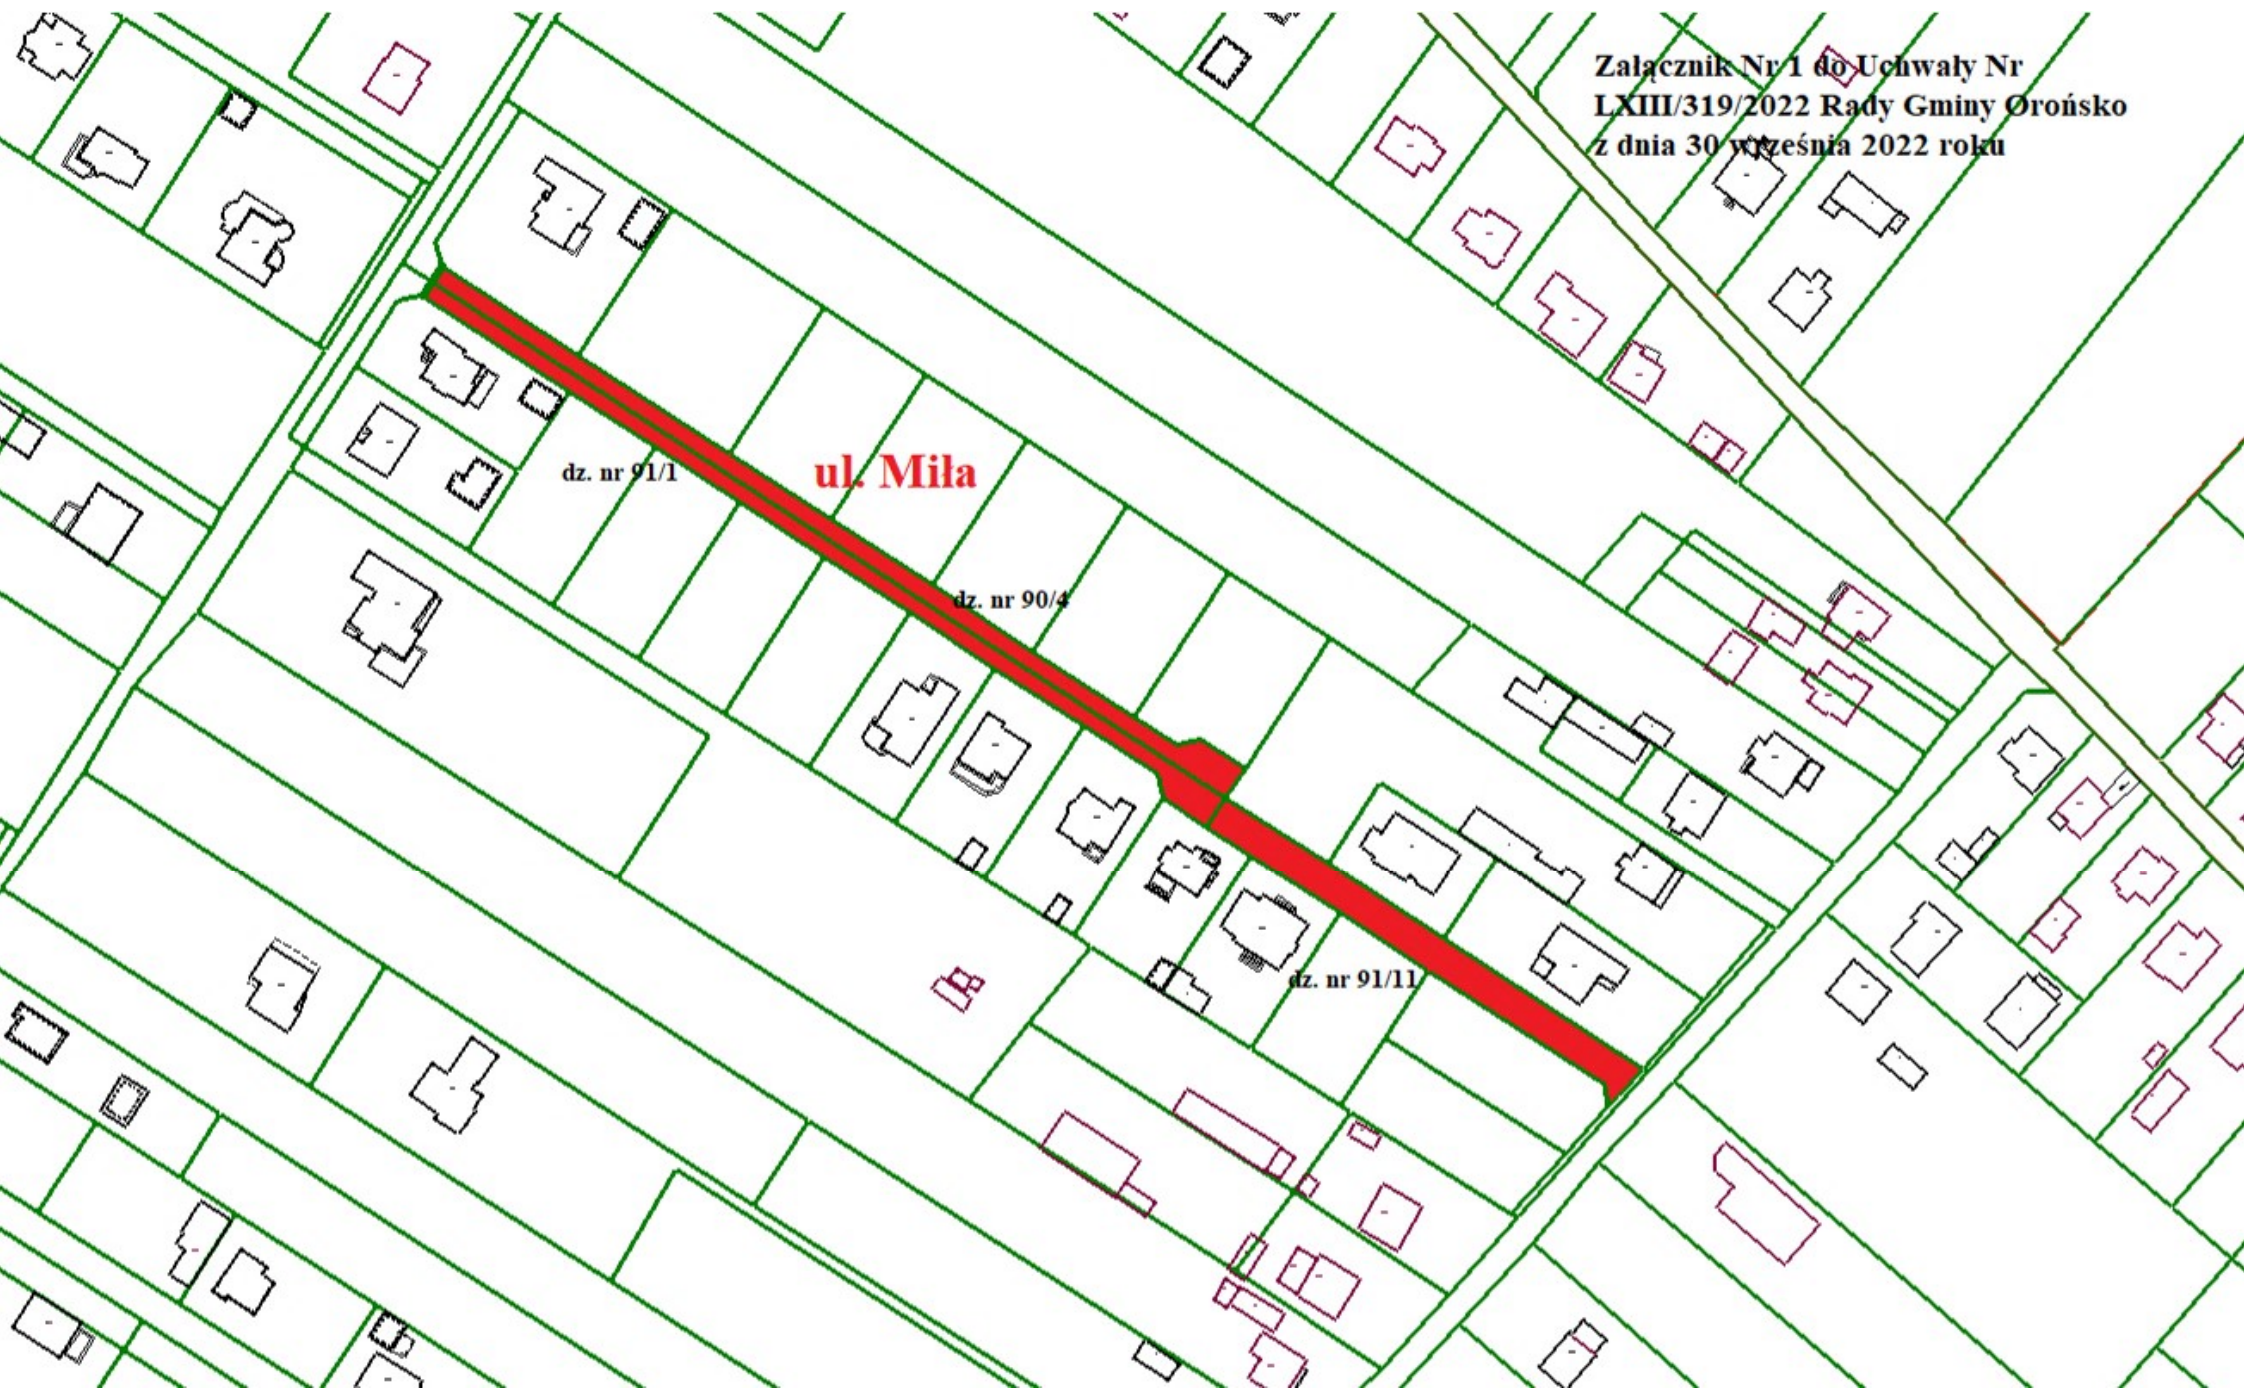 Załącznik Nr 1 do Uchwały Nr
LXIII/319/2022 Rady Gminy Orońsko
z dnia 30 września 2022 roku
ul. Miła
dz. nr 91/1
dz. nr 90/4
dz. nr 91/11